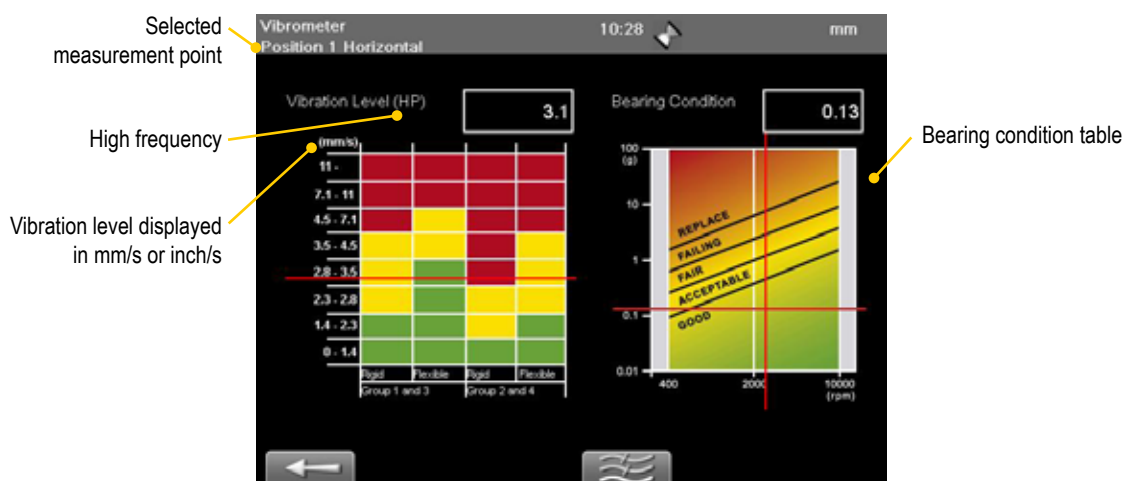 Selected
measurement point
High frequency
Vibration level displayed
in mm/s or inch/s
Vibrometer
Position 1 Horizontal
10:28
mm
Vibration Level (HP)
3.1
(mm/s)
11 -
7.1 - 11
4.5 - 7.1
3.5 - 4.5
2.8 - 3.5
2.3 - 2.8
1.4 - 2.3
0 - 1.4
Rigid Flexible Rigid Flexible
Group 1 and 3 Group 2 and 4
Bearing Condition
0.13
100
(g)
10
1
0.1
0.01
REPLACE
FAILING
FAIR
ACCEPTABLE
GOOD
400 2000 10000
(rpm)
Bearing condition table